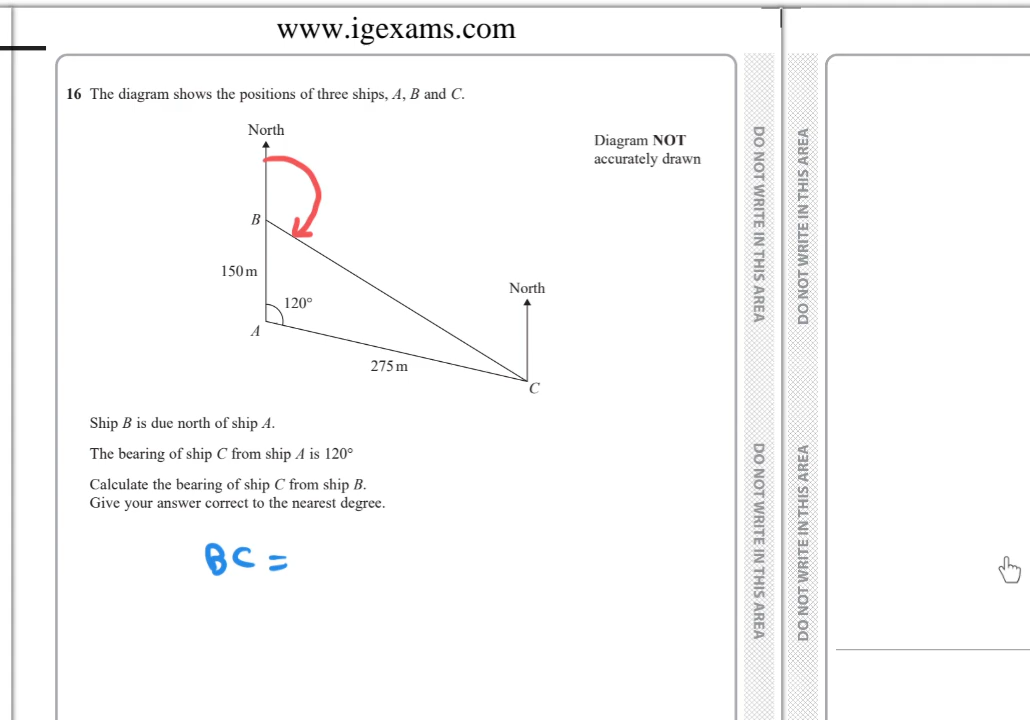 www.igexams.com
16 The diagram shows the positions of three ships, A, B and C.
North
Diagram NOT
accurately drawn
B
150 m
North
120°
A
275 m
C
Ship B is due north of ship A.
The bearing of ship C from ship A is 120°
Calculate the bearing of ship C from ship B.
Give your answer correct to the nearest degree.
BC =
DO NOT WRITE IN THIS AREA
DO NOT WRITE IN THIS AREA
DO NOT WRITE IN THIS AREA
DO NOT WRITE IN THIS AREA